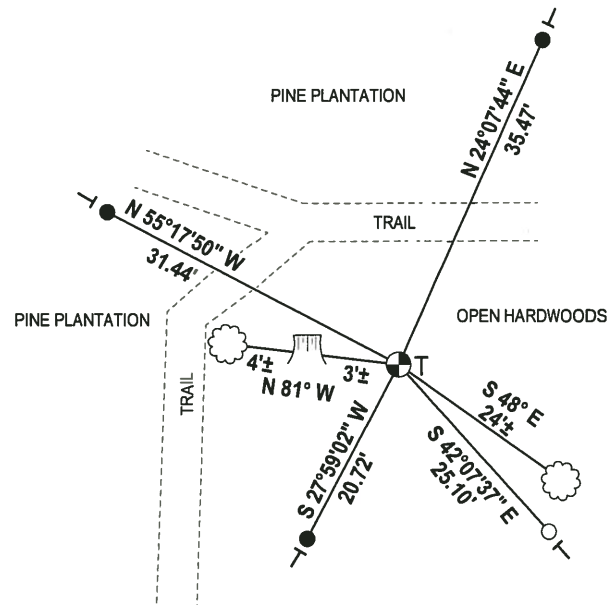 PINE PLANTATION
N 24°07'44" E
35.47'
N 55°17'50" W
31.44'
TRAIL
PINE PLANTATION
OPEN HARDWOODS
4'±
3'±
N 81° W
T
TRAIL
S 48° E
24'±
S 27°59'02" W
20.72'
S 42°07'37" E
25.10'